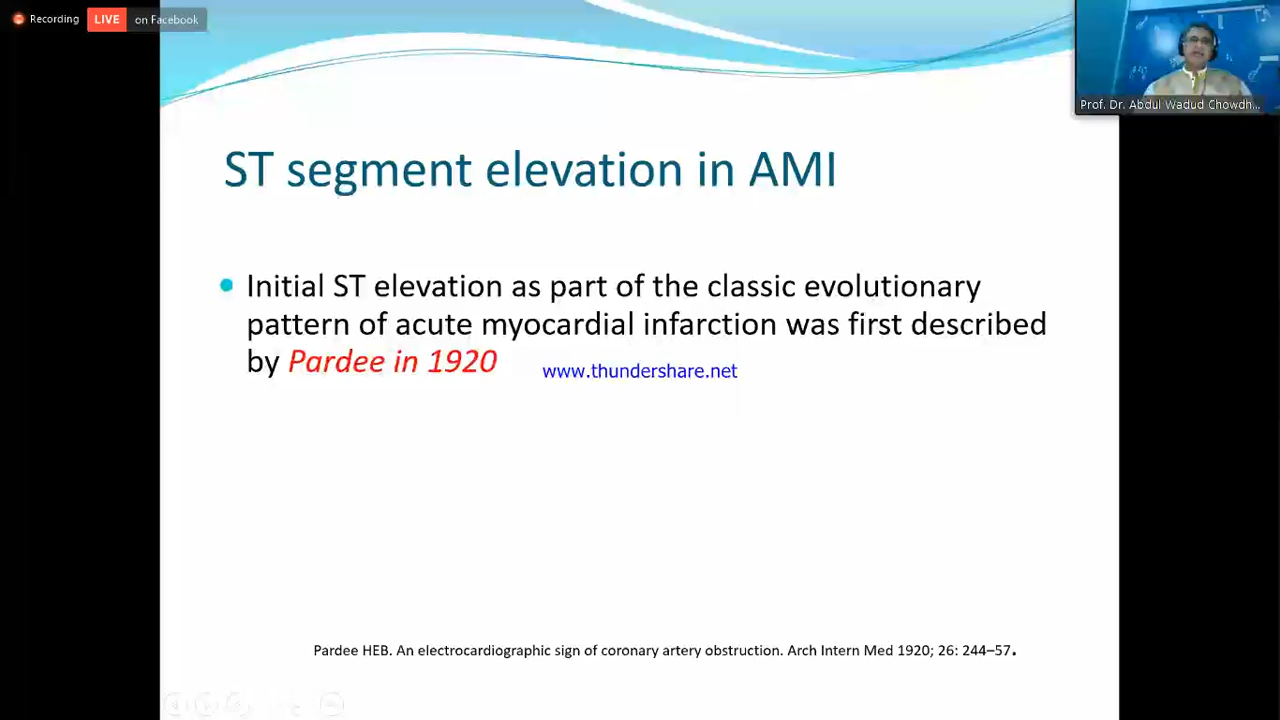 Recording
LIVE
on Facebook
Prof. Dr. Abdul Wadud Chowdh...
ST segment elevation in AMI
Initial ST elevation as part of the classic evolutionary
pattern of acute myocardial infarction was first described
by Pardee in 1920
www.thundershare.net
Pardee HEB. An electrocardiographic sign of coronary artery obstruction. Arch Intern Med 1920; 26: 244–57.